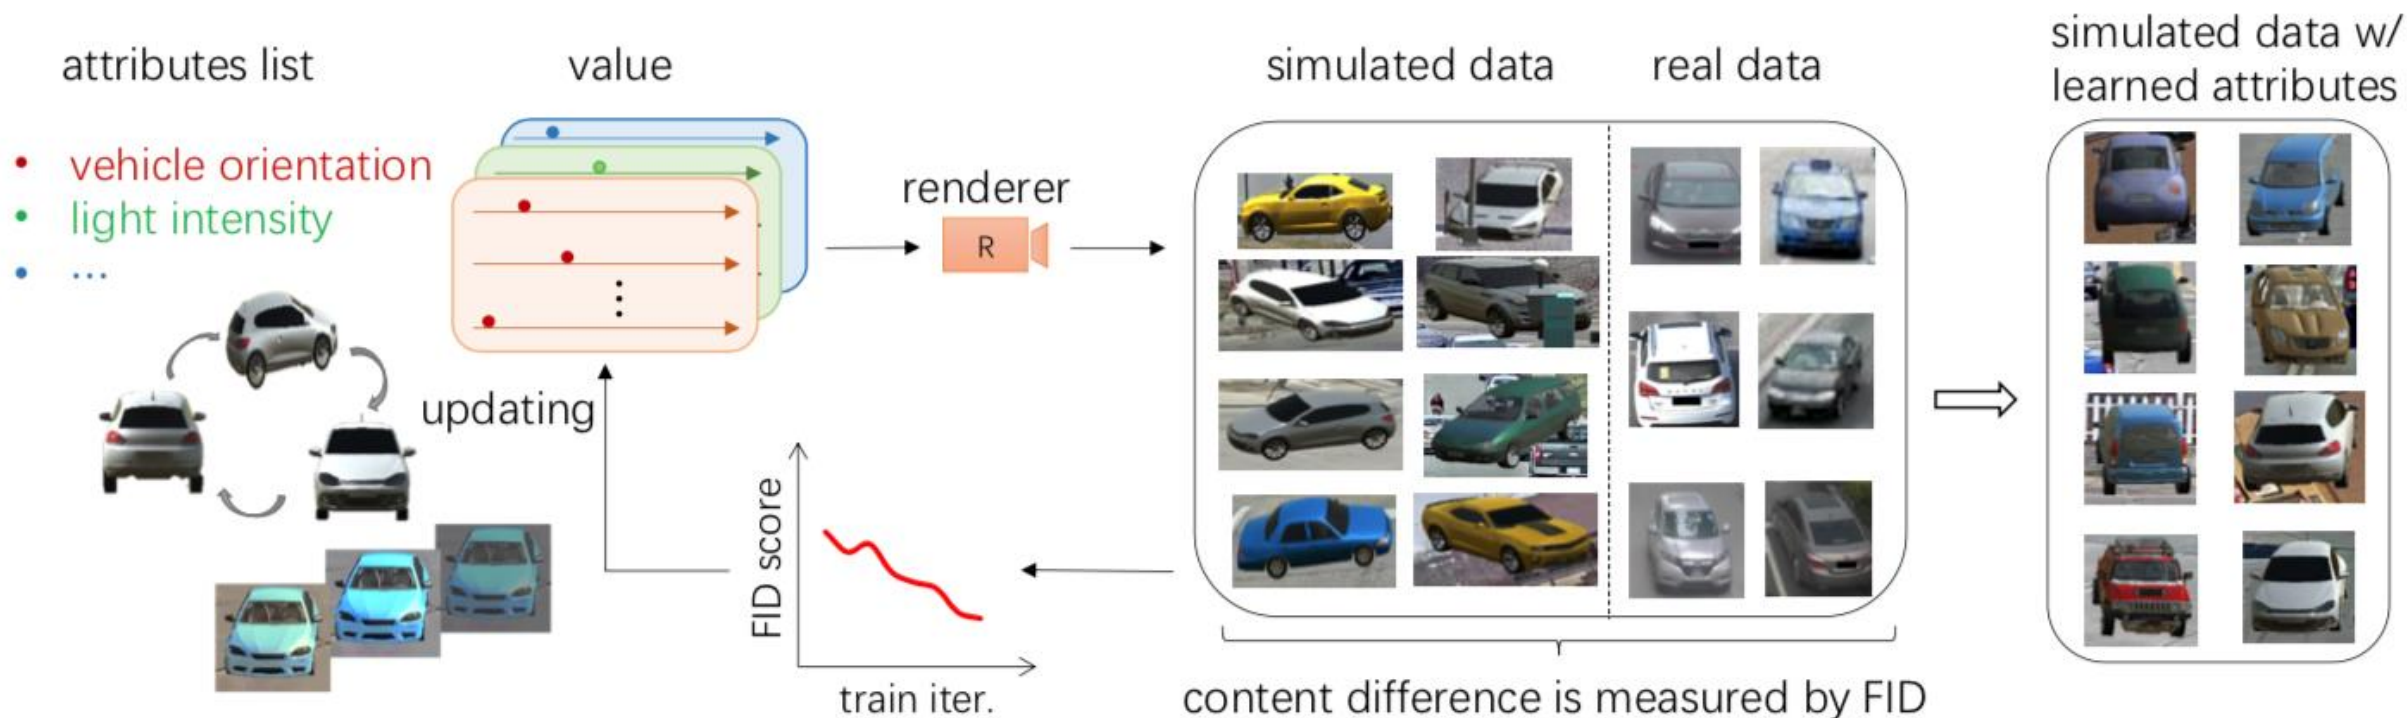 attributes list
value
simulated data
real data
simulated data w/
learned attributes
• vehicle orientation
• light intensity
• ...
renderer
R
updating
FID score
train iter.
content difference is measured by FID